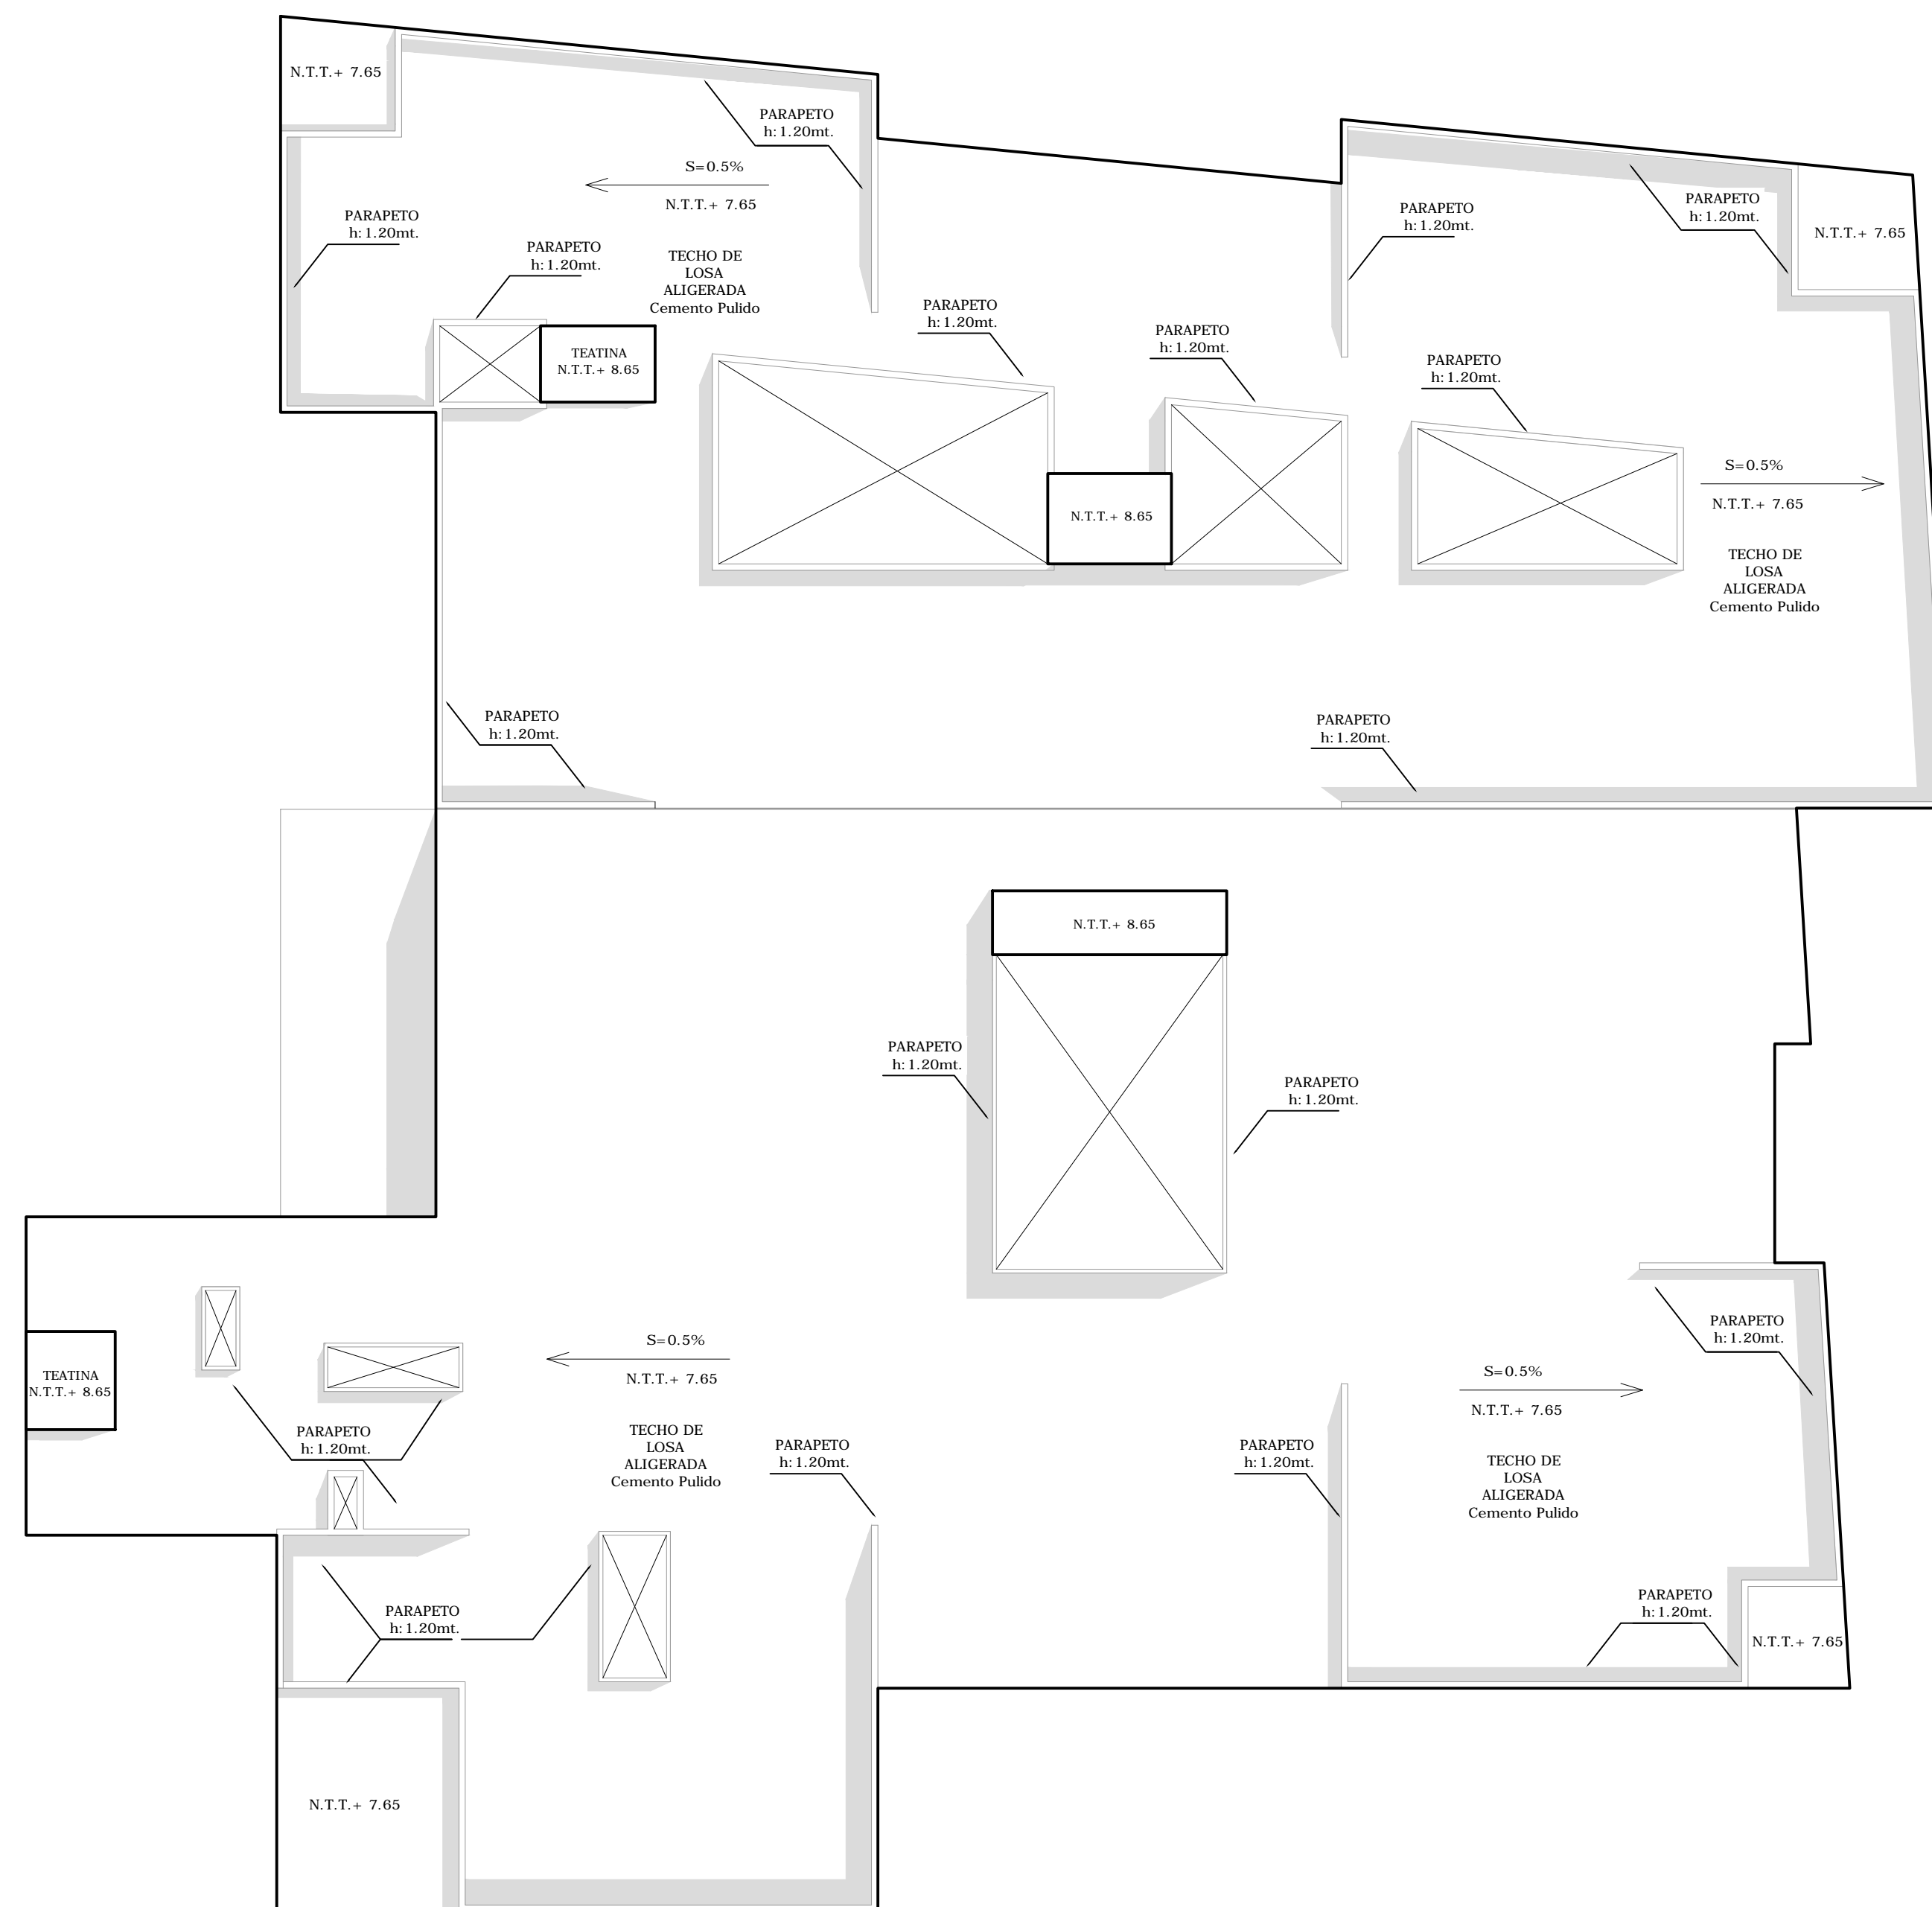 N.T.T.+ 7.65
PARAPETO
h:1.20mt.
S=0.5%
N.T.T.+ 7.65
PARAPETO
h:1.20mt.
PARAPETO
h:1.20mt.
TECHO DE
LOSA
ALIGERADA
Cemento Pulido
TEATINA
N.T.T.+ 8.65
PARAPETO
h:1.20mt.
PARAPETO
h:1.20mt.
N.T.T.+ 8.65
PARAPETO
h:1.20mt.
PARAPETO
h:1.20mt.
N.T.T.+ 7.65
PARAPETO
h:1.20mt.
S=0.5%
N.T.T.+ 7.65
TECHO DE
LOSA
ALIGERADA
Cemento Pulido
PARAPETO
h:1.20mt.
PARAPETO
h:1.20mt.
N.T.T.+ 8.65
PARAPETO
h:1.20mt.
PARAPETO
h:1.20mt.
TEATINA
N.T.T.+ 8.65
PARAPETO
h:1.20mt.
S=0.5%
N.T.T.+ 7.65
TECHO DE
LOSA
ALIGERADA
Cemento Pulido
PARAPETO
h:1.20mt.
PARAPETO
h:1.20mt.
S=0.5%
N.T.T.+ 7.65
TECHO DE
LOSA
ALIGERADA
Cemento Pulido
PARAPETO
h:1.20mt.
PARAPETO
h:1.20mt.
PARAPETO
h:1.20mt.
N.T.T.+ 7.65
N.T.T.+ 7.65